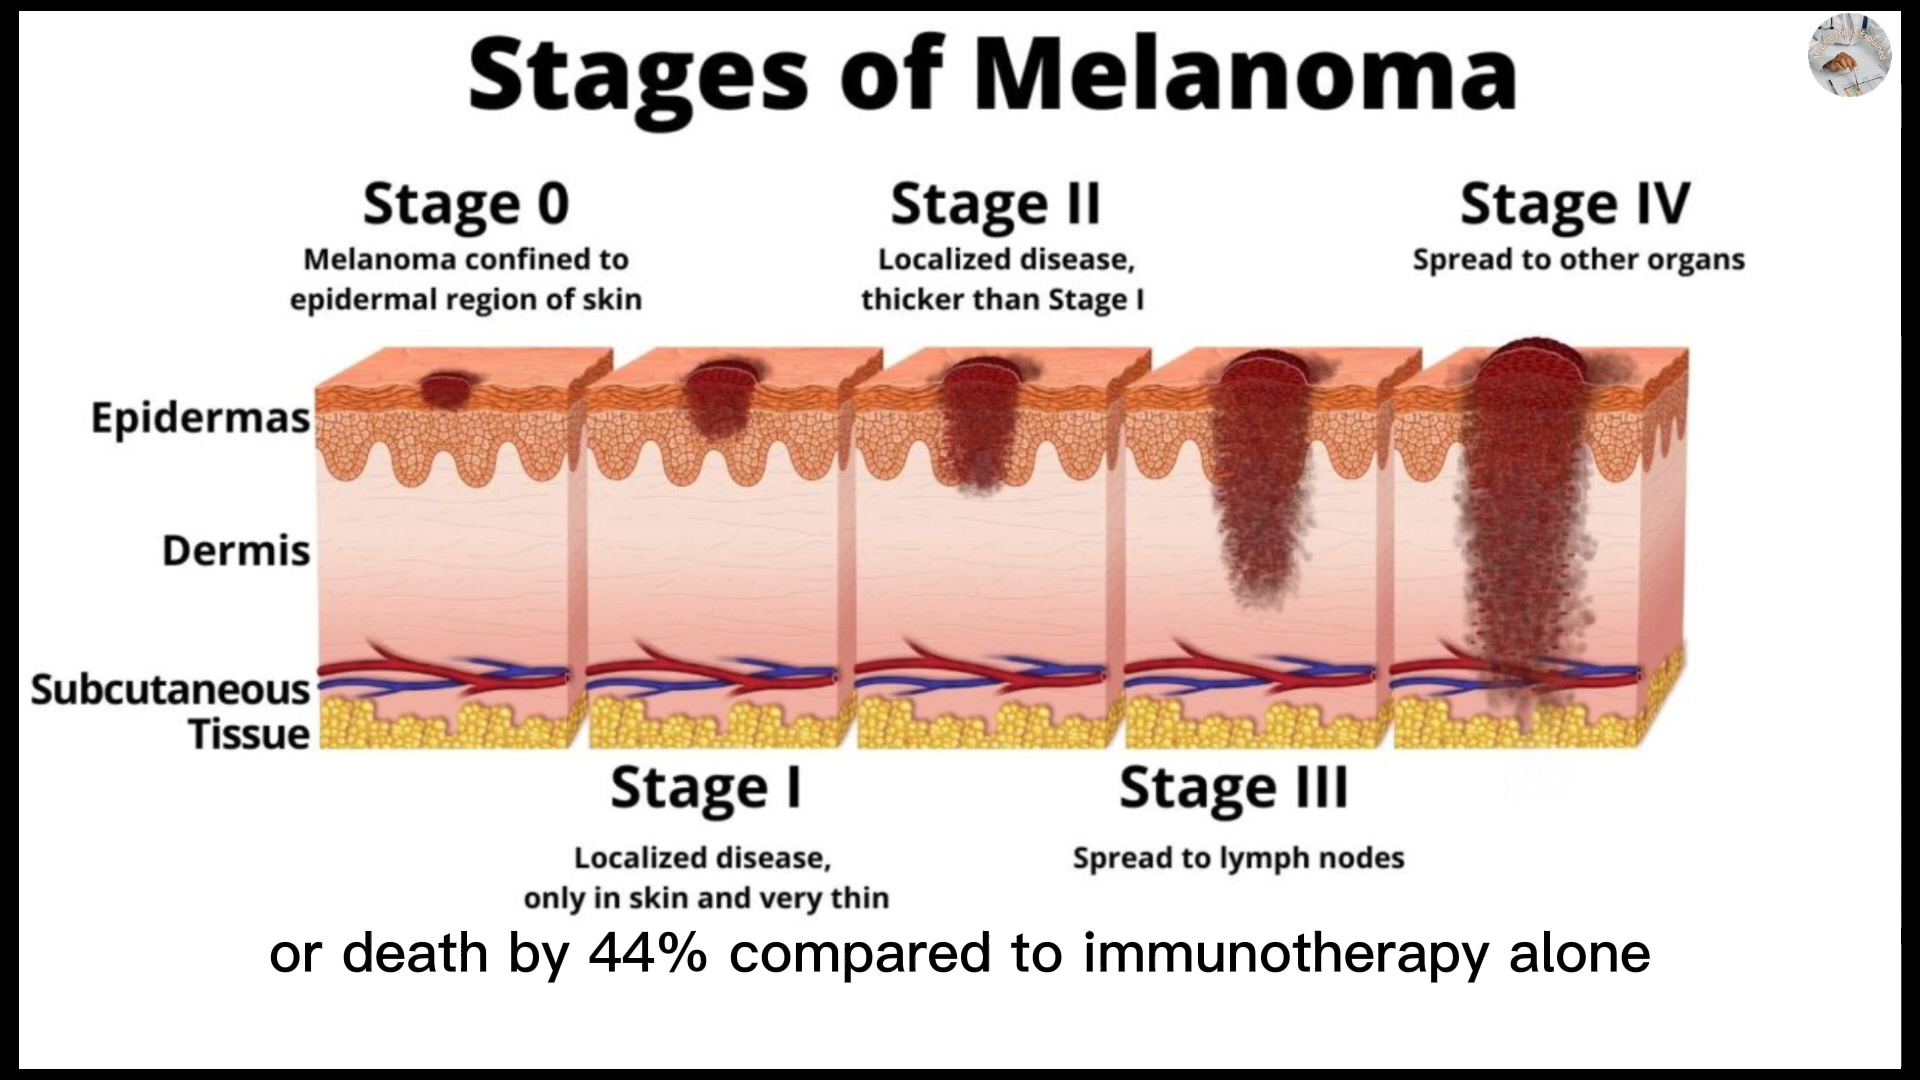 Stages of Melanoma
Stage 0
Melanoma confined to
epidermal region of skin
Stage II
Localized disease,
thicker than Stage I
Stage IV
Spread to other organs
Epidermas
Dermis
Subcutaneous
Tissue
Stage I
Localized disease,
only in skin and very thin
Stage III
Spread to lymph nodes
or death by 44% compared to immunotherapy alone